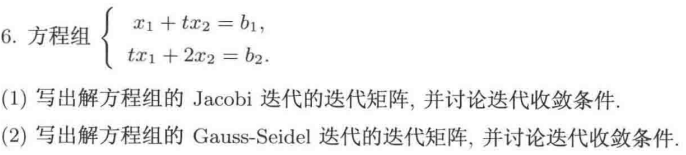 6. 方程组 { x₁ + tx₂ = b₁,
tx₁ + 2x₂ = b₂.
(1) 写出解方程组的 Jacobi 迭代的迭代矩阵, 并讨论迭代收敛条件.
(2) 写出解方程组的 Gauss-Seidel 迭代的迭代矩阵, 并讨论迭代收敛条件.